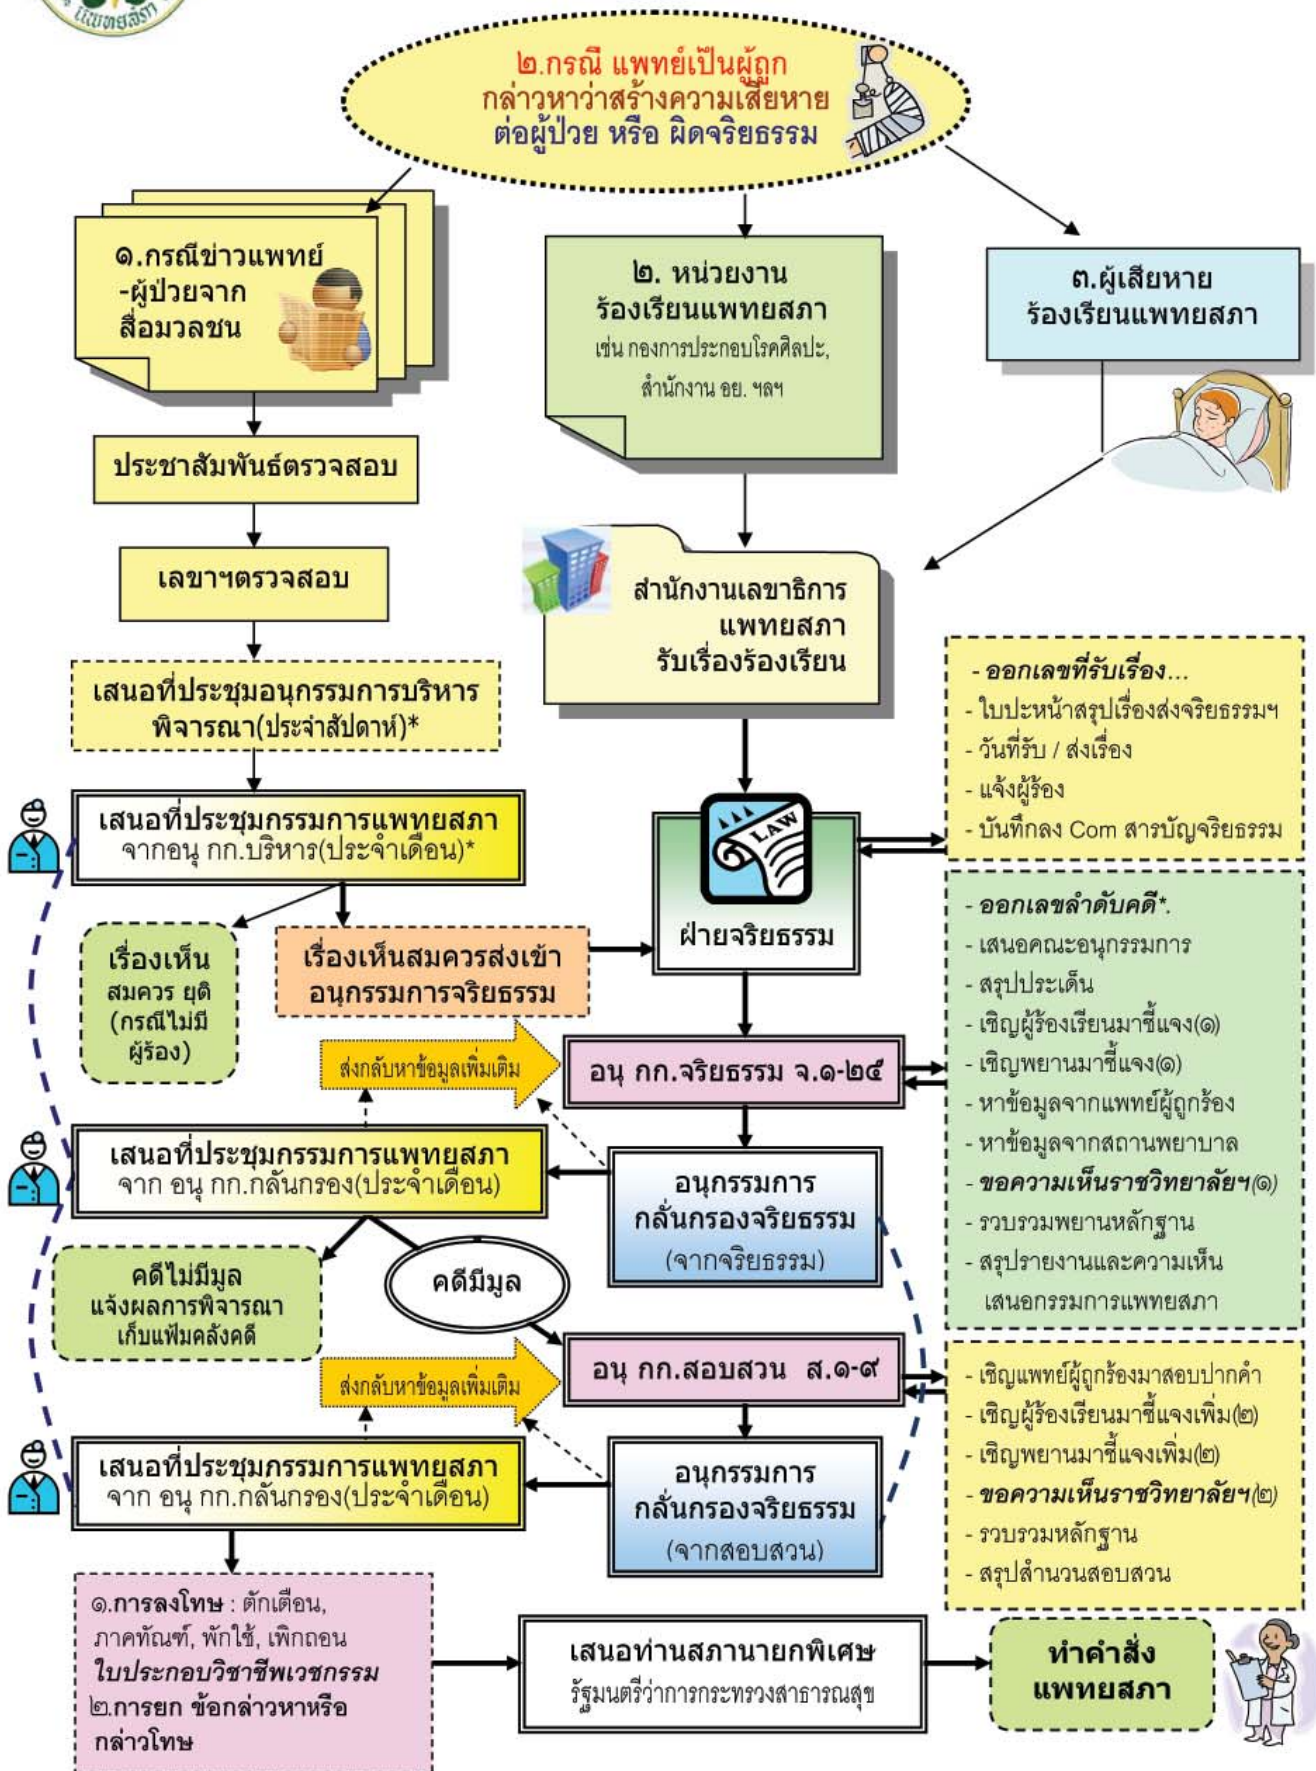 แพทยสภา
๒.กรณี แพทย์เป็นผู้ถูก
กล่าวหาว่าสร้างความเสียหาย
ต่อผู้ป่วย หรือ ผิดจริยธรรม
๑.กรณีข่าวแพทย์
-ผู้ป่วยจาก
สื่อมวลชน
๒. หน่วยงาน
ร้องเรียนแพทยสภา
เช่น กองการประกอบโรคศิลปะ,
สำนักงาน อย. ฯลฯ
๓.ผู้เสียหาย
ร้องเรียนแพทยสภา
ประชาสัมพันธ์ตรวจสอบ
เลขาฯตรวจสอบ
สำนักงานเลขาธิการ
แพทยสภา
รับเรื่องร้องเรียน
เสนอที่ประชุมอนุกรรมการบริหาร
พิจารณา(ประจำสัปดาห์)*
- ออกเลขที่รับเรื่อง...
- ใบปะหน้าสรุปเรื่องส่งจริยธรรมฯ
- วันที่รับ / ส่งเรื่อง
- แจ้งผู้ร้อง
- บันทึกลง Com สารบัญจริยธรรม
เสนอที่ประชุมกรรมการแพทยสภา
จากอนุ กก.บริหาร(ประจำเดือน)*
LAW
ฝ่ายจริยธรรม
เรื่องเห็น
สมควร ยุติ
(กรณีไม่มี
ผู้ร้อง)
เรื่องเห็นสมควรส่งเข้า
อนุกรรมการจริยธรรม
- ออกเลขลำดับคดี*.
- เสนอคณะอนุกรรมการ
- สรุปประเด็น
- เชิญผู้ร้องเรียนมาชี้แจง(๑)
- เชิญพยานมาชี้แจง(๑)
- หาข้อมูลจากแพทย์ผู้ถูกร้อง
- หาข้อมูลจากสถานพยาบาล
- ขอความเห็นราชวิทยาลัยฯ(๑)
- รวบรวมพยานหลักฐาน
- สรุปรายงานและความเห็น
เสนอกรรมการแพทยสภา
ส่งกลับหาข้อมูลเพิ่มเติม
อนุ กก.จริยธรรม จ.๑-๒๕
เสนอที่ประชุมกรรมการแพทยสภา
จาก อนุ กก.กลั่นกรอง(ประจำเดือน)
อนุกรรมการ
กลั่นกรองจริยธรรม
(จากจริยธรรม)
คดีไม่มีมูล
แจ้งผลการพิจารณา
เก็บแฟ้มคลังคดี
คดีมีมูล
ส่งกลับหาข้อมูลเพิ่มเติม
อนุ กก.สอบสวน ส.๑-๙
- เชิญแพทย์ผู้ถูกร้องมาสอบปากคำ
- เชิญผู้ร้องเรียนมาชี้แจงเพิ่ม(๒)
- เชิญพยานมาชี้แจงเพิ่ม(๒)
- ขอความเห็นราชวิทยาลัยฯ(๒)
- รวบรวมหลักฐาน
- สรุปสำนวนสอบสวน
เสนอที่ประชุมกรรมการแพทยสภา
จาก อนุ กก.กลั่นกรอง(ประจำเดือน)
อนุกรรมการ
กลั่นกรองจริยธรรม
(จากสอบสวน)
๑.การลงโทษ : ตักเตือน,
ภาคทัณฑ์, พักใช้, เพิกถอน
ใบประกอบวิชาชีพเวชกรรม
๒.การยก ข้อกล่าวหาหรือ
กล่าวโทษ
เสนอท่านสภานายกพิเศษ
รัฐมนตรีว่าการกระทรวงสาธารณสุข
ทำคำสั่ง
แพทยสภา